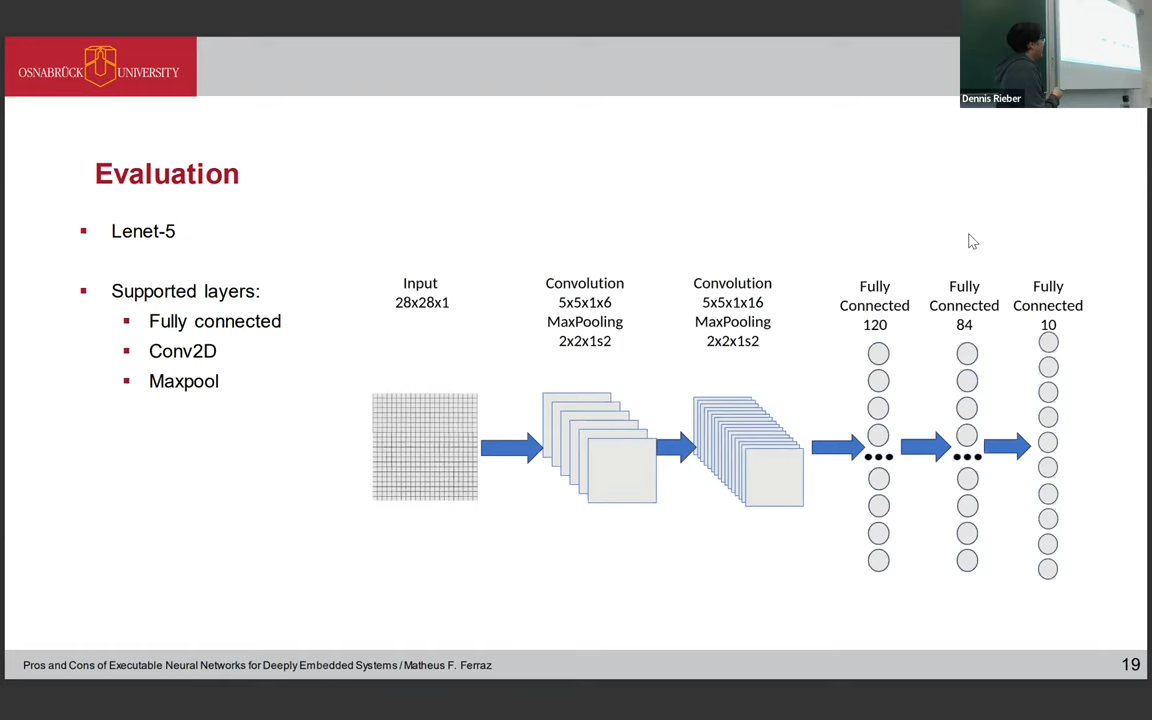 OSNABRÜCK UNIVERSITY
Dennis Rieber
Evaluation
Lenet-5
Supported layers:
Fully connected
Conv2D
Maxpool
Input
28x28x1
Convolution
5x5x1x6
MaxPooling
2x2x1s2
Convolution
5x5x1x16
MaxPooling
2x2x1s2
Fully
Connected
120
Fully
Connected
84
Fully
Connected
10
Pros and Cons of Executable Neural Networks for Deeply Embedded Systems / Matheus F. Ferraz
19